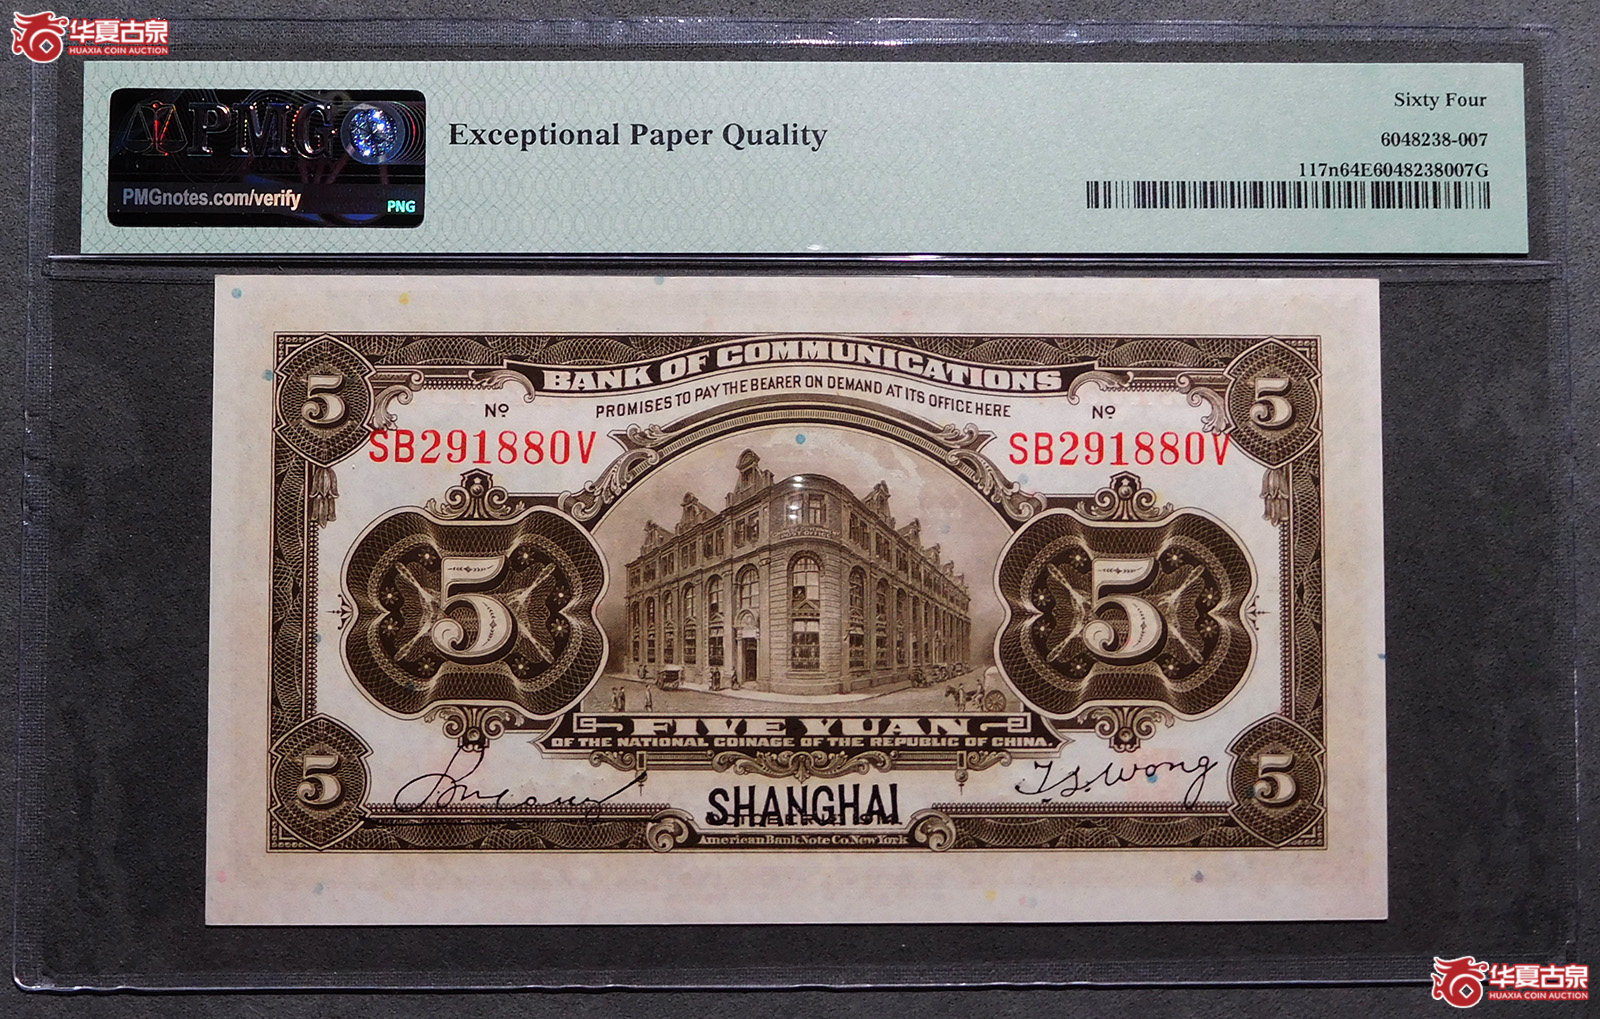 华夏古泉
HUAXIA COIN AUCTION
PMG
PMGnotes.com/verify
PNG
Exceptional Paper Quality
Sixty Four
6048238-007
117n64E6048238007G
BANK OF COMMUNICATIONS
PROMISES TO PAY THE BEARER ON DEMAND AT ITS OFFICE HERE
5
5
Nº
Nº
SB291880V
SB291880V
POST OFFICE
5
5
FIVE YUAN
OF THE NATIONAL COINAGE OF THE REPUBLIC OF CHINA.
5
5
T.S. Wong
SHANGHAI
American Bank Note Co. New York
华夏古泉
HUAXIA COIN AUCTION